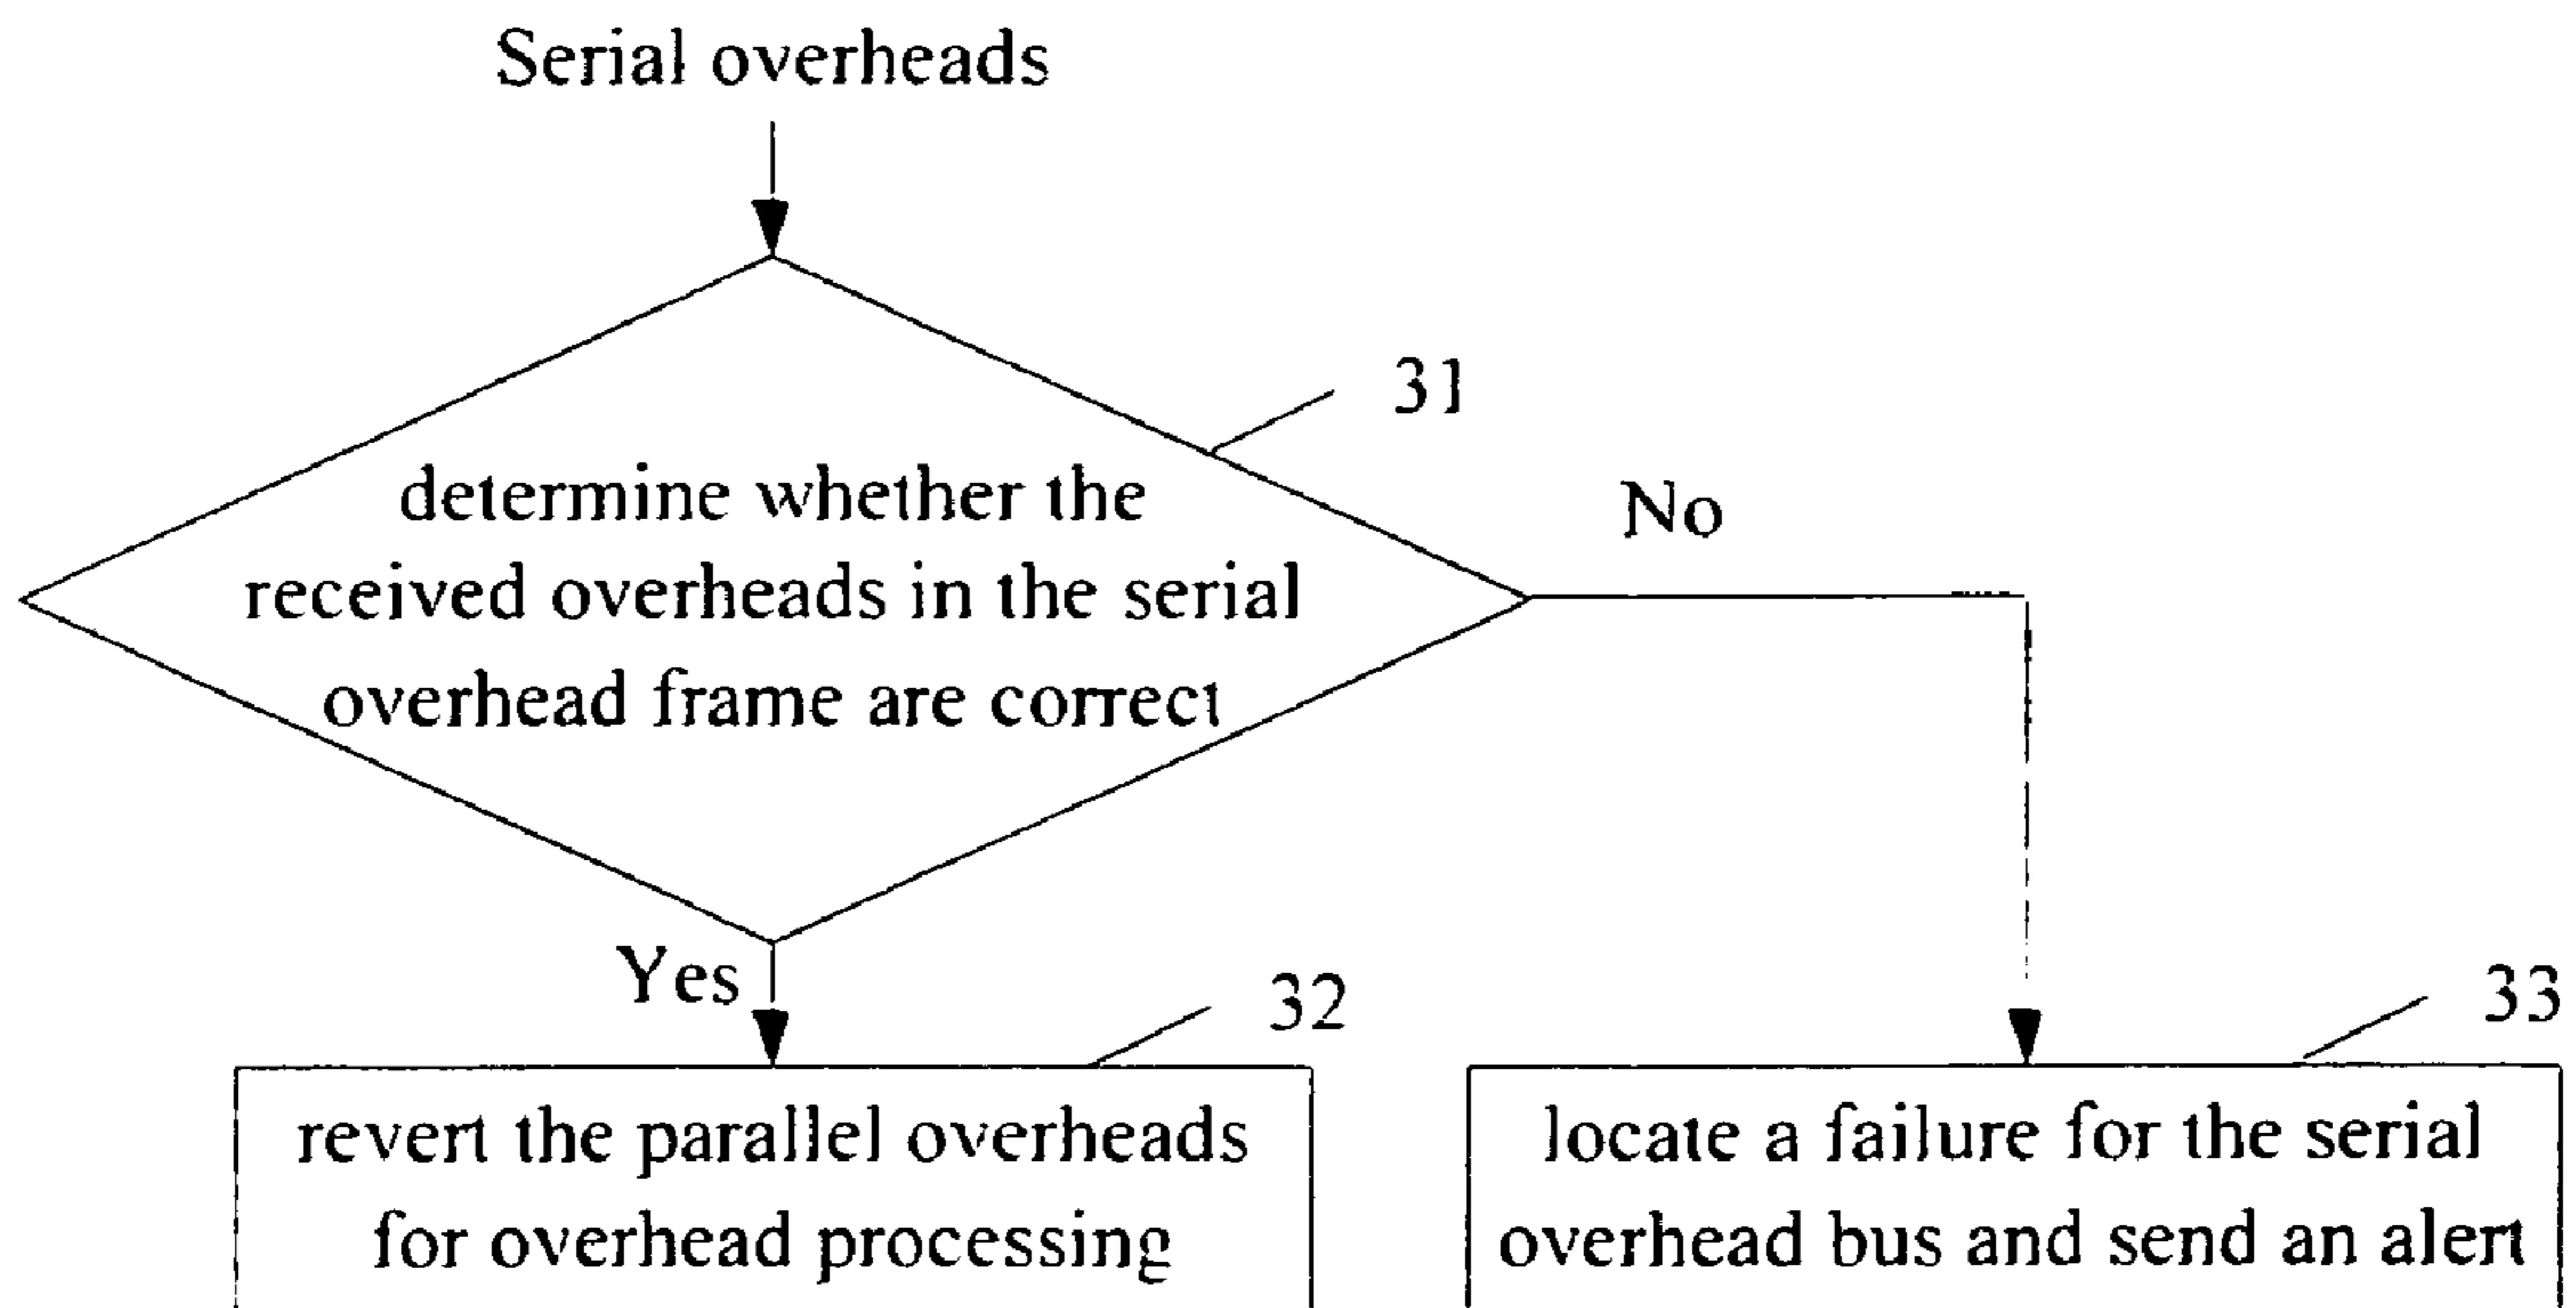 Serial overheads
31
determine whether the
received overheads in the serial
overhead frame are correct
No
Yes
32
33
revert the parallel overheads
for overhead processing
locate a failure for the serial
overhead bus and send an alert